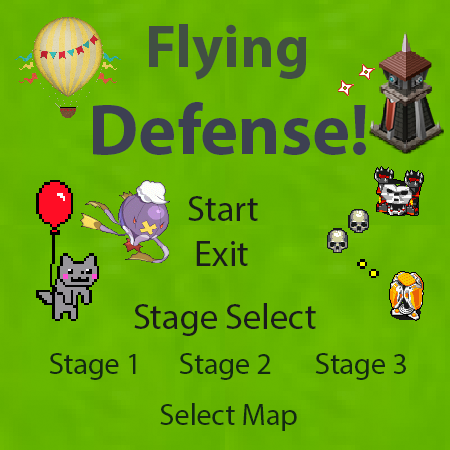 Flying
Defense!
Start
Exit
Stage Select
Stage 1 Stage 2 Stage 3
Select Map